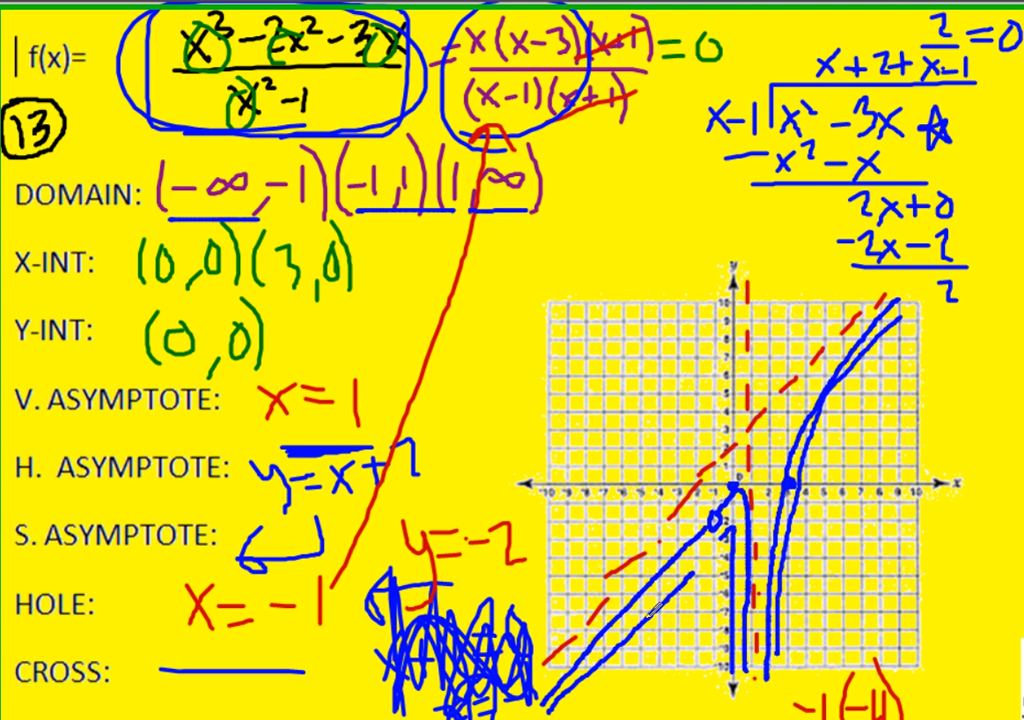 f(x)= x³ - 2x² - 3x / x² - 1 = x(x-3)(x+1) / (x-1)(x+1) = 0
13
x + 2 + 2/x-1 = 0
x-1 x² - 3x
- x² - x
2x+0
-2x-2
2
DOMAIN: (-∞,-1)(-1,1)(1,∞)
X-INT: (0,0)(3,0)
Y-INT: (0,0)
V. ASYMPTOTE: x=1
H. ASYMPTOTE: y=x+2
S. ASYMPTOTE:
y=-2
HOLE: x=-1
CROSS:
y
x